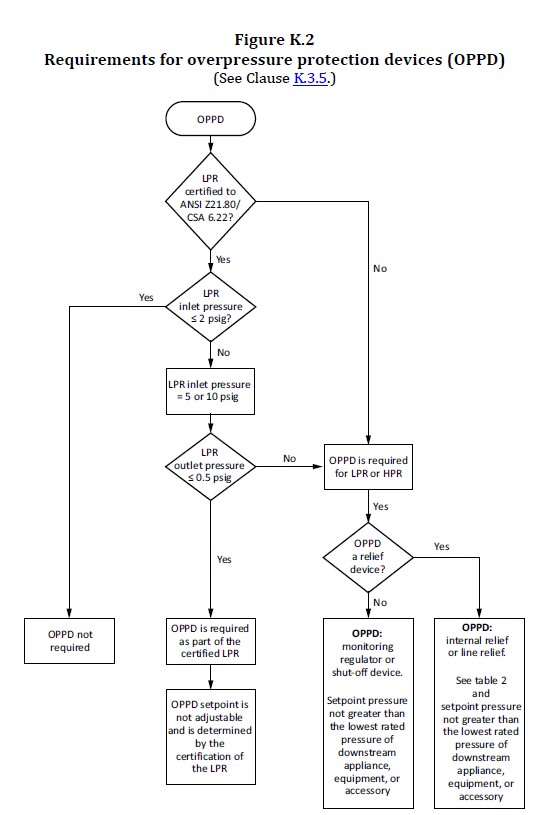 Figure K.2
Requirements for overpressure protection devices (OPPD)
(See Clause K.3.5.)
OPPD
LPR
certified to
ANSI Z21.80/
CSA 6.22?
No
Yes
Yes
LPR
inlet pressure
≤ 2 psig?
No
LPR inlet pressure
= 5 or 10 psig
LPR
outlet pressure
≤ 0.5 psig
No
OPPD is required
for LPR or HPR
Yes
OPPD
a relief
device?
Yes
Yes
No
OPPD not
required
OPPD is required
as part of the
certified LPR
OPPD setpoint is
not adjustable
and is determined
by the
certification of
the LPR
OPPD:
monitoring
regulator or
shut-off device.
Setpoint pressure
not greater than
the lowest rated
pressure of
downstream
appliance,
equipment, or
accessory
OPPD:
internal relief
or line relief.
See table 2
and
setpoint pressure
not greater than
the lowest rated
pressure of
downstream
appliance,
equipment, or
accessory